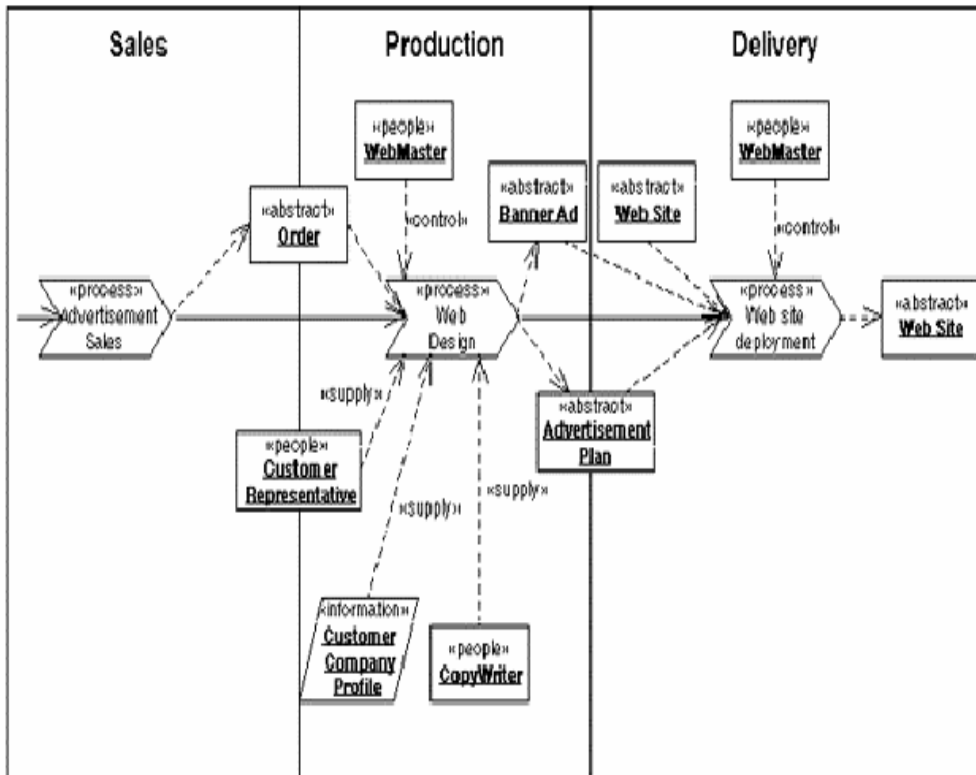 Sales
Production
Delivery
«people»
WebMaster
«people»
WebMaster
«abstract»
Order
«control»
«abstract»
Banner Ad
«abstract»
Web Site
«control»
«process»
Advertisement
Sales
«process»
Web
Design
«process»
Web site
deployment
«abstract»
Web Site
«supply»
«people»
Customer
Representative
«abstract»
Advertisement
Plan
«supply»
«supply»
«information»
Customer
Company
Profile
«people»
CopyWriter